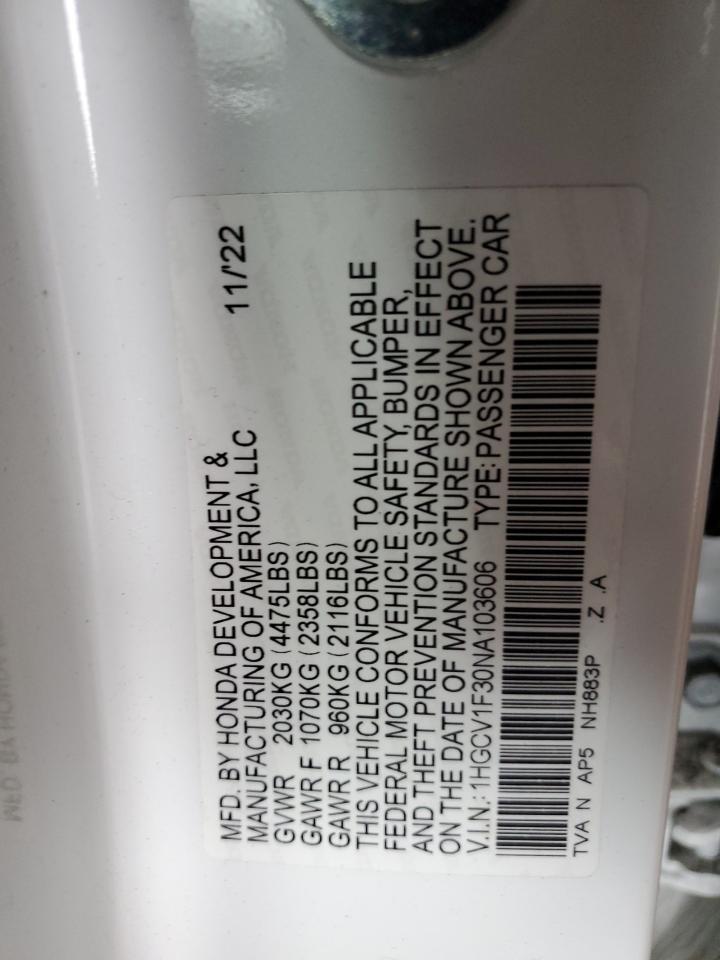 MFD. BY HONDA DEVELOPMENT &
MANUFACTURING OF AMERICA, LLC 11/'22
GVWR 2030KG (4475LBS)
GAWR F 1070KG (2358LBS)
GAWR R 960KG (2116LBS)
THIS VEHICLE CONFORMS TO ALL APPLICABLE
FEDERAL MOTOR VEHICLE SAFETY, BUMPER,
AND THEFT PREVENTION STANDARDS IN EFFECT
ON THE DATE OF MANUFACTURE SHOWN ABOVE.
V.I.N.: 1HGCV1F30NA103606 TYPE: PASSENGER CAR
TVA N AP5 NH883P .Z .A